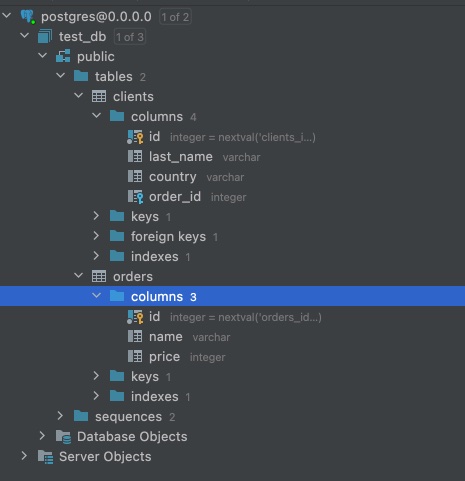 postgres@0.0.0.0 1 of 2
test_db 1 of 3
public
tables 2
clients
columns 4
id integer = nextval('clients_i...)
last_name varchar
country varchar
order_id integer
keys 1
foreign keys 1
indexes 1
orders
columns 3
id integer = nextval('orders_id...)
name varchar
price integer
keys 1
indexes 1
sequences 2
Database Objects
Server Objects